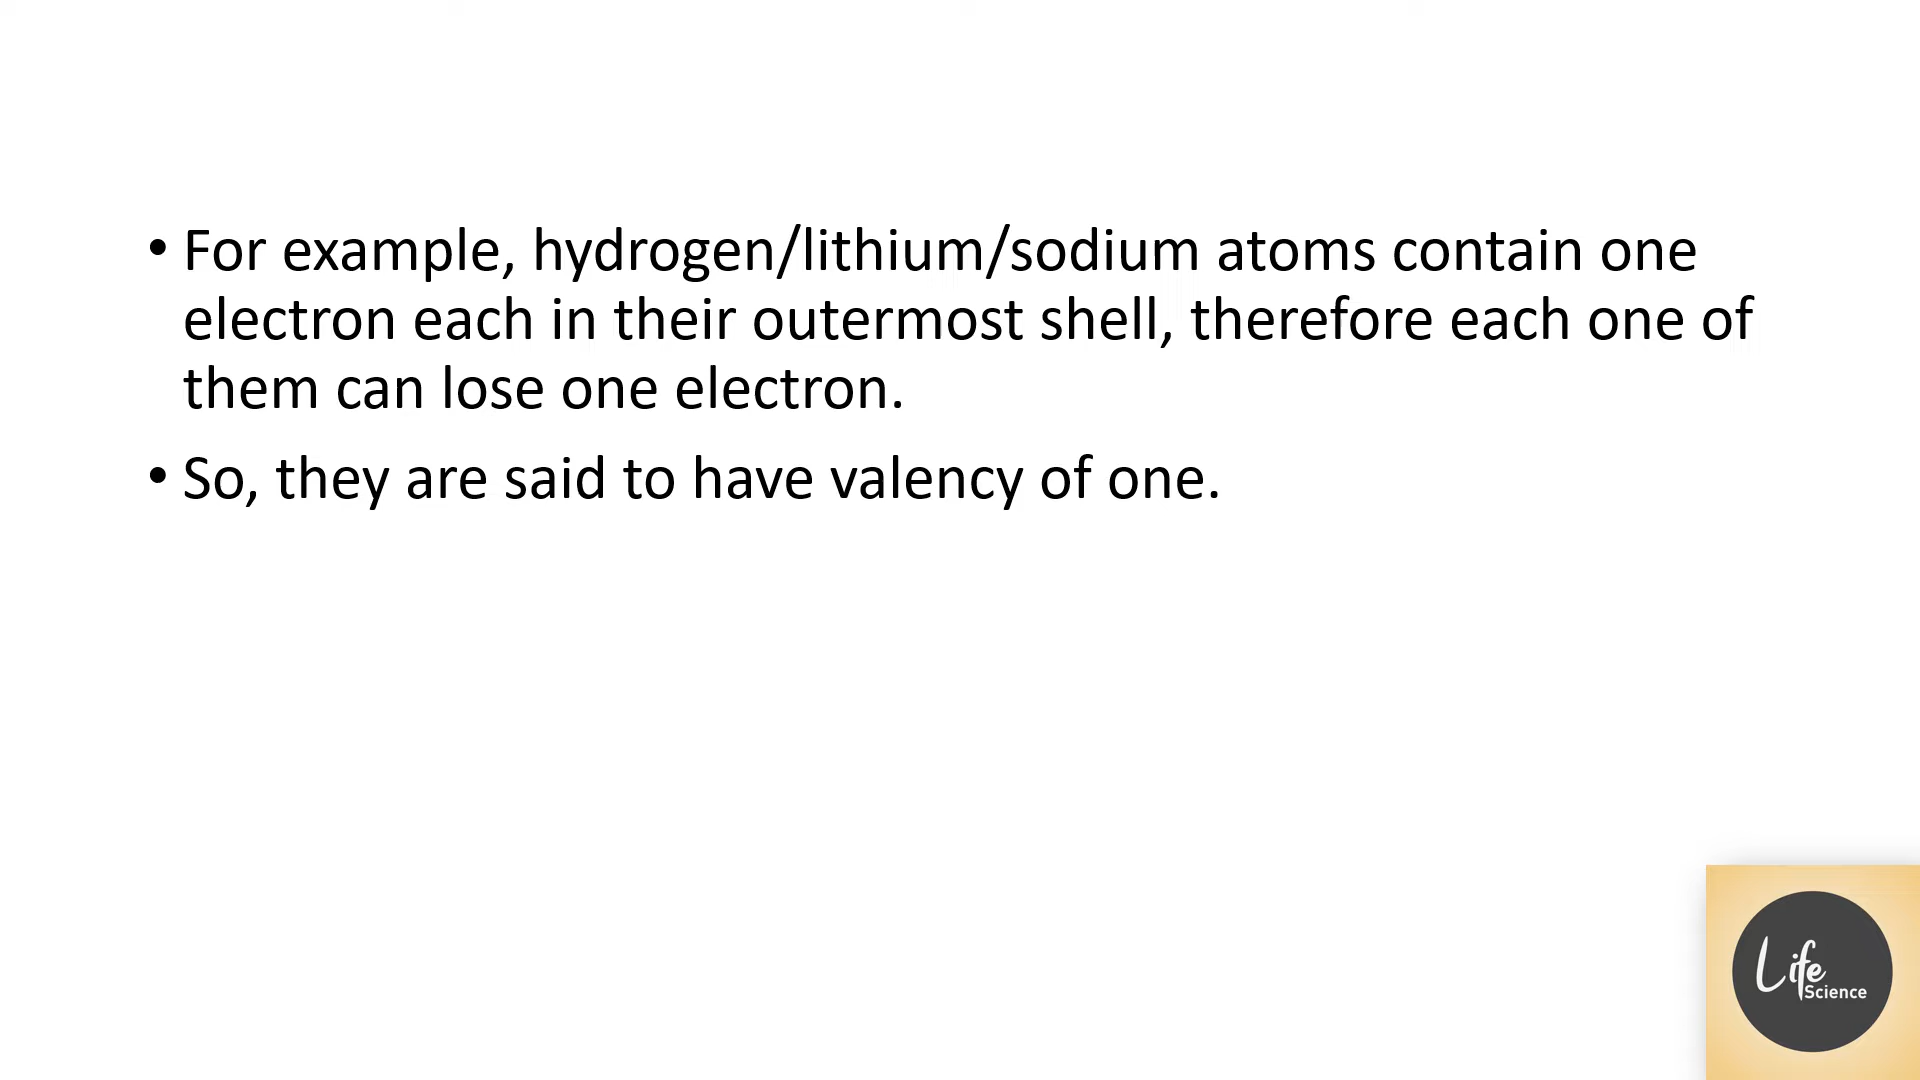 • For example, hydrogen/lithium/sodium atoms contain one
electron each in their outermost shell, therefore each one of
them can lose one electron.
• So, they are said to have valency of one.
Life
Science